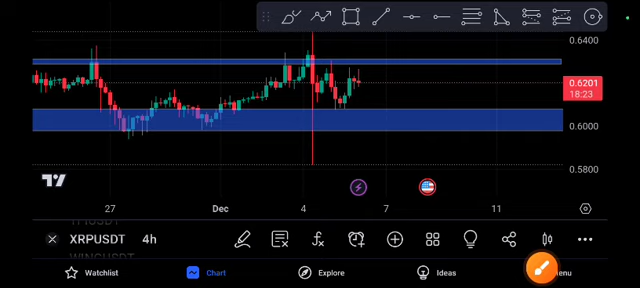 0.6400
0.6201
18:23
0.6000
0.5800
27
Dec
4
7
11
XRPUSDT 4h
Watchlist
Chart
Explore
Ideas